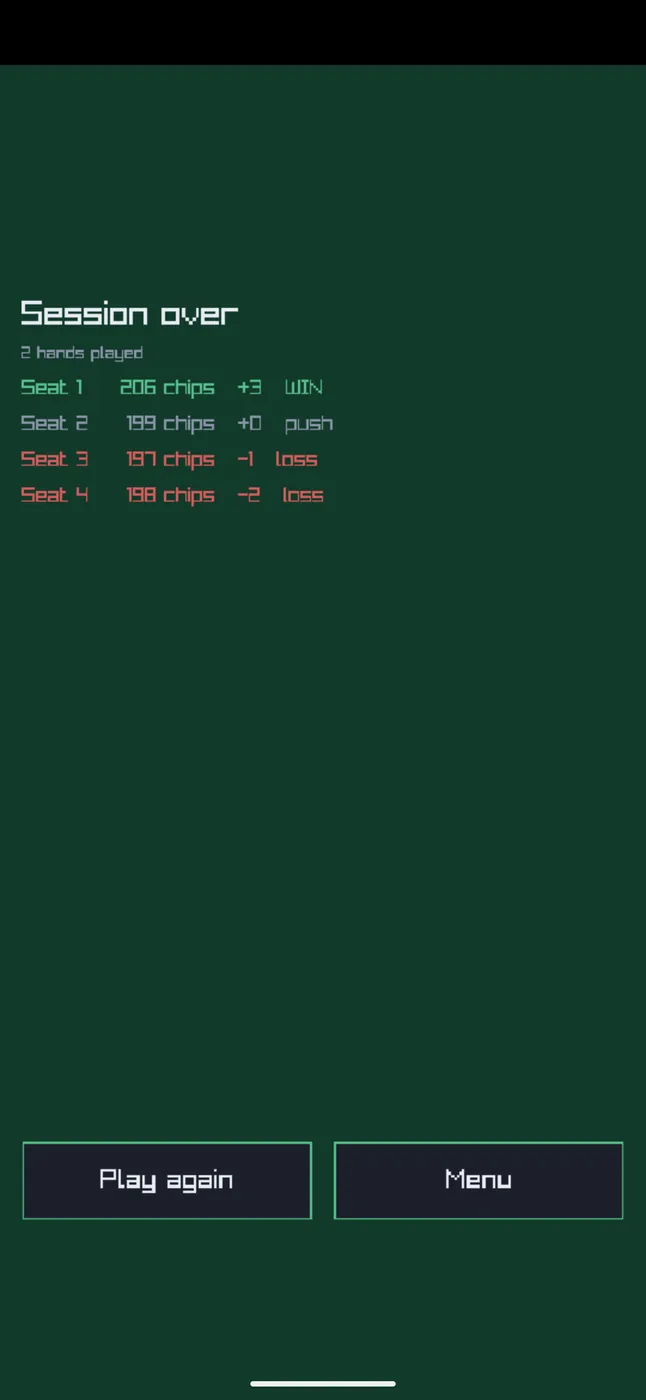 Session over
2 hands played
Seat 1 206 chips +3 WIN
Seat 2 199 chips +0 push
Seat 3 197 chips -1 loss
Seat 4 198 chips -2 loss
Play again
Menu